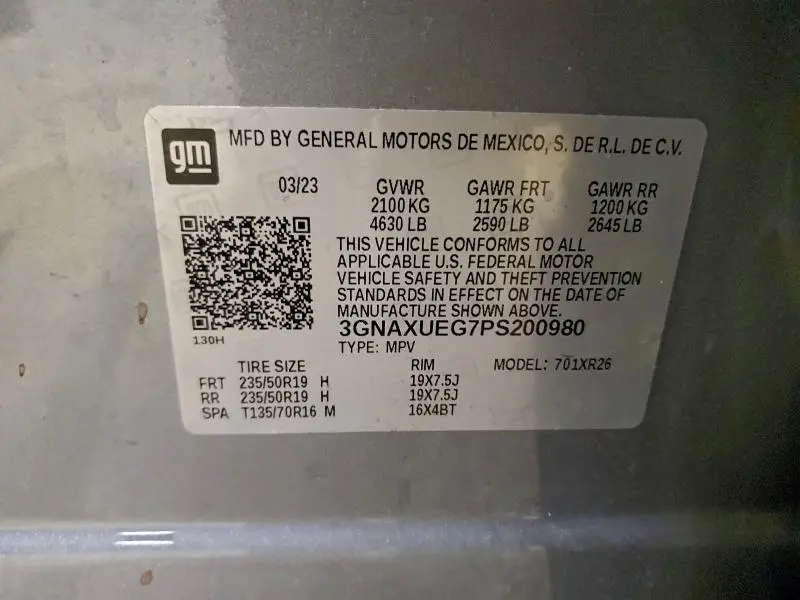 gm MFD BY GENERAL MOTORS DE MEXICO, S. DE R.L. DE C.V.
03/23 GVWR GAWR FRT GAWR RR
2100 KG 1175 KG 1200 KG
4630 LB 2590 LB 2645 LB
THIS VEHICLE CONFORMS TO ALL
APPLICABLE U.S. FEDERAL MOTOR
VEHICLE SAFETY AND THEFT PREVENTION
STANDARDS IN EFFECT ON THE DATE OF
MANUFACTURE SHOWN ABOVE.
3GNAXUEG7PS200980
130H
TYPE: MPV
TIRE SIZE RIM MODEL: 701XR26
FRT 235/50R19 H 19X7.5J
RR 235/50R19 H 19X7.5J
SPA T135/70R16 M 16X4BT